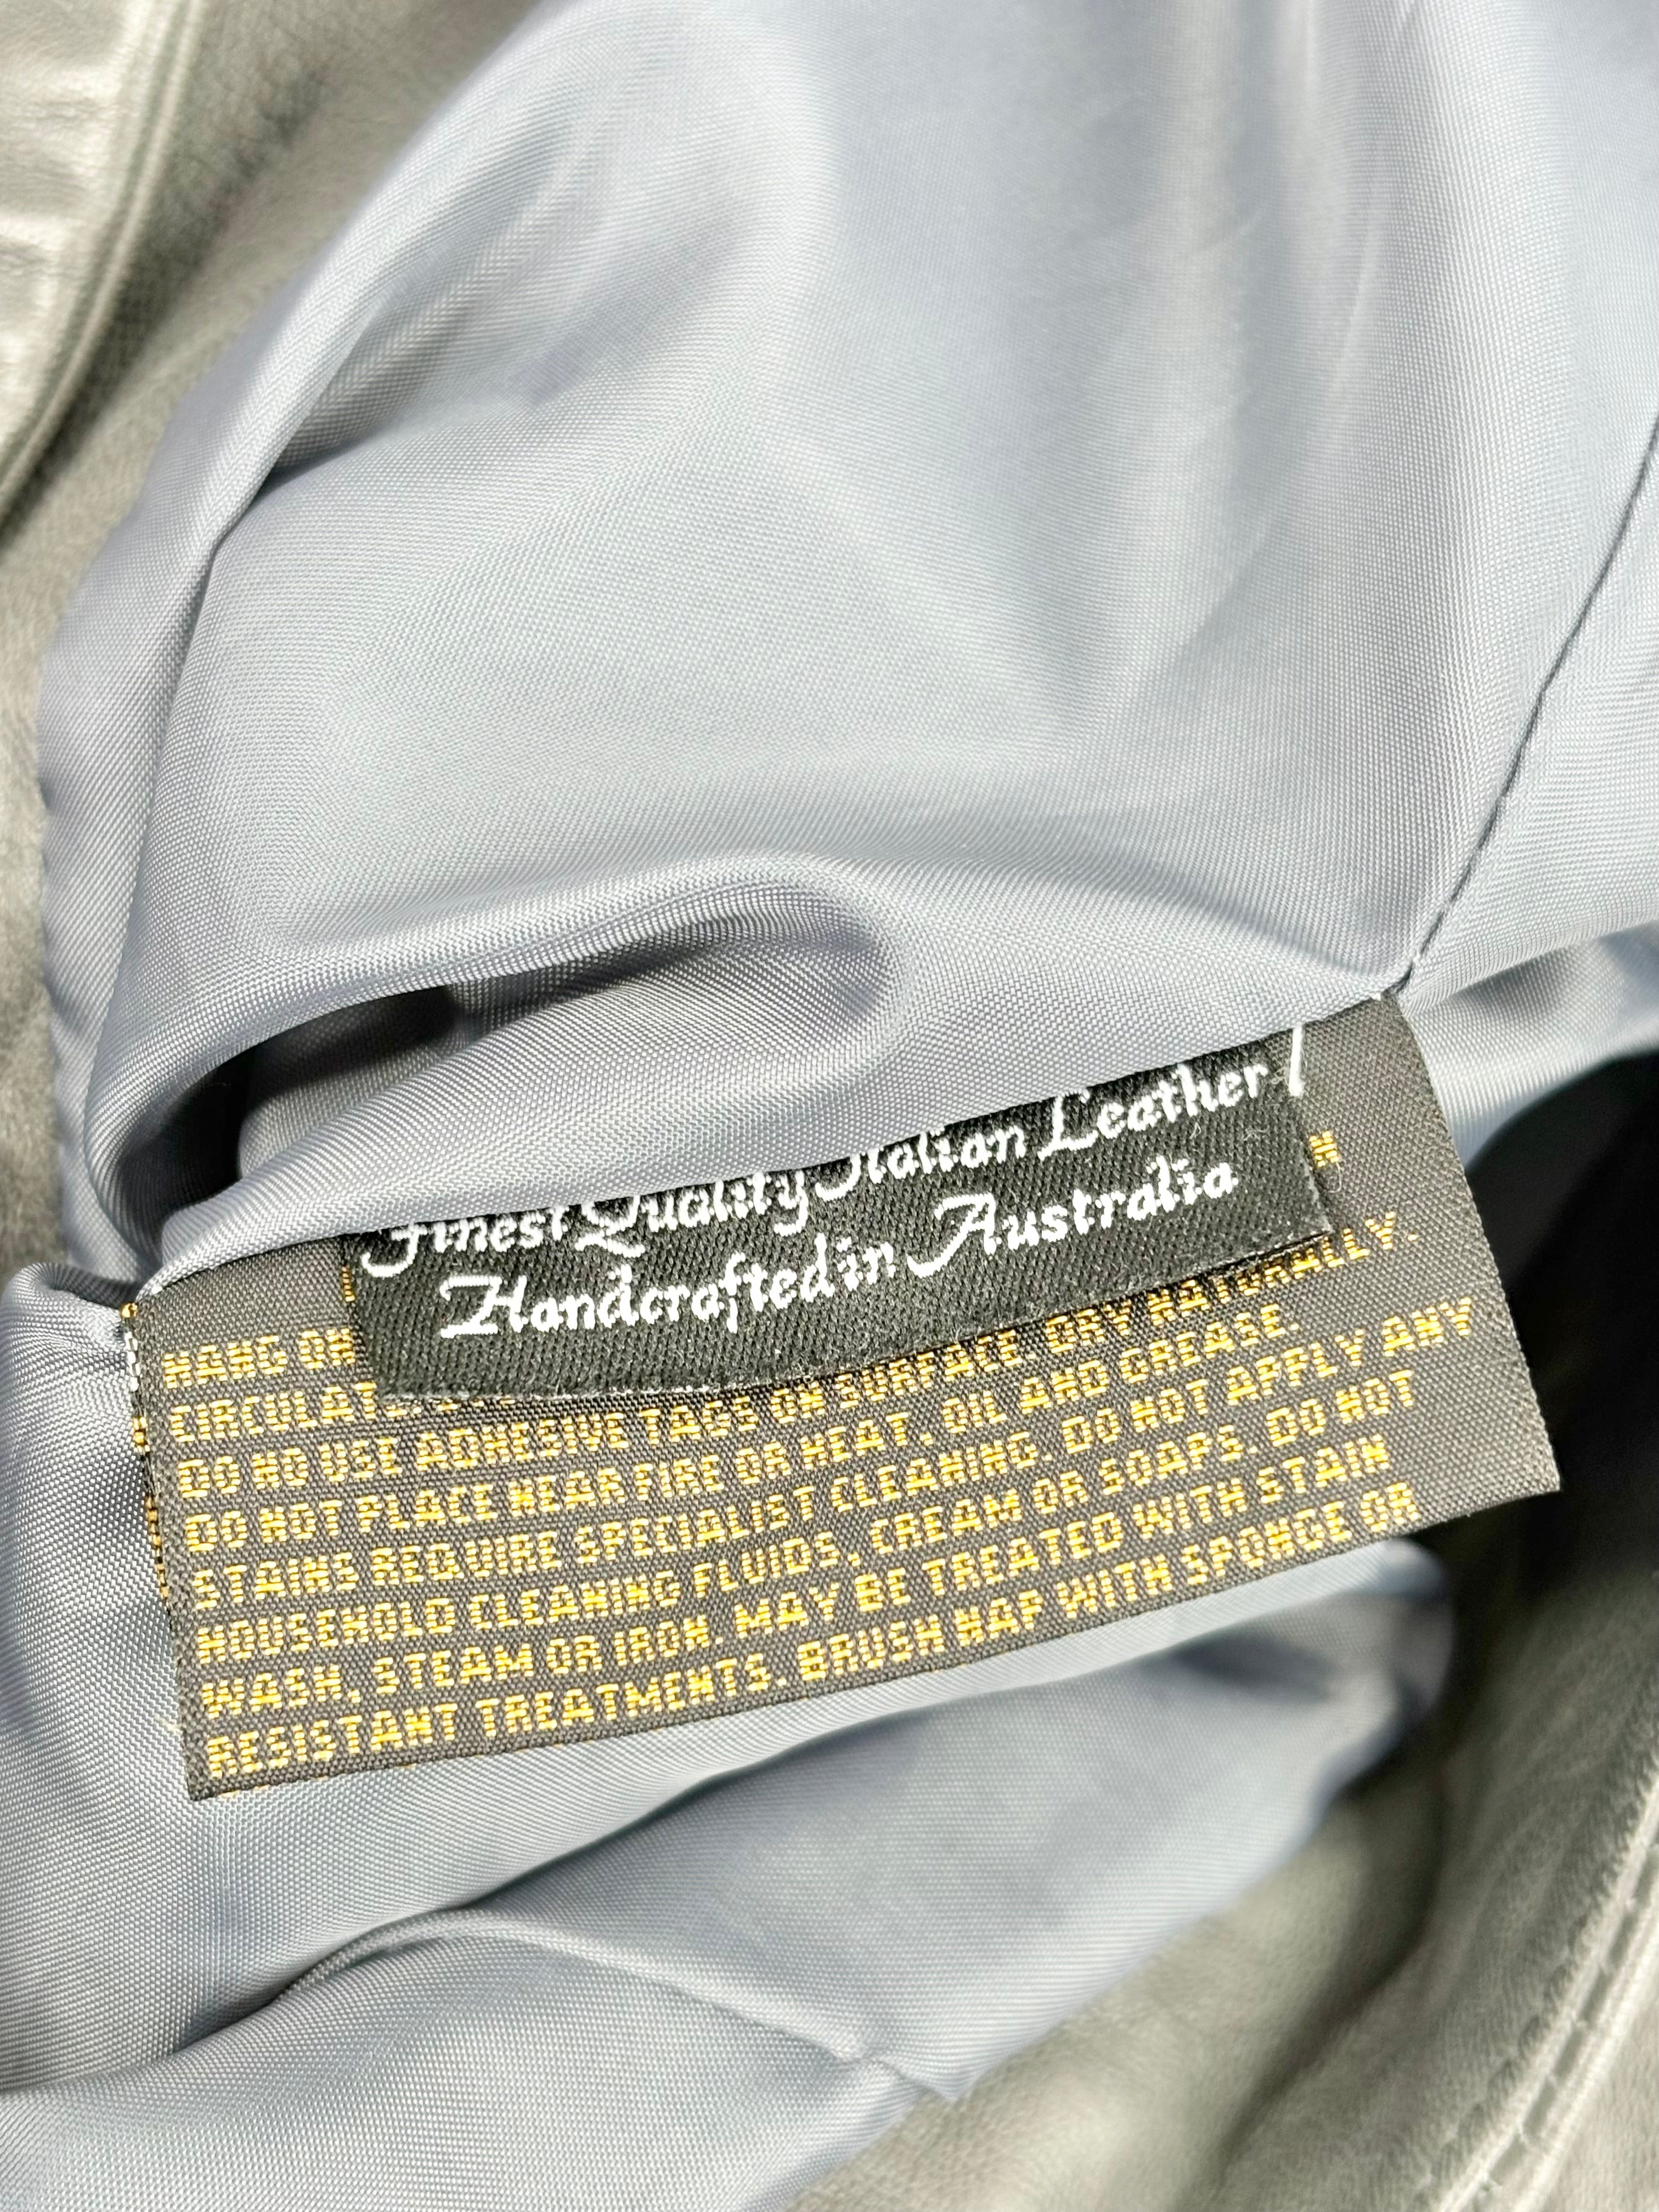 Finest Quality Italian Leather
Handcrafted in Australia
HANG ON
CIRCULAT
NATURALLY.
DO NO USE ADHESIVE TAGS ON SURFACE. DRY
DO NOT PLACE NEAR FIRE OR HEAT. OIL AND GREASE.
STAINS REQUIRE SPECIALIST CLEANING. DO NOT APPLY ANY
HOUSEHOLD CLEANING FLUIDS, CREAM OR SOAPS. DO NOT
WASH, STEAM OR IRON. MAY BE TREATED WITH STAIN
RESISTANT TREATMENTS. BRUSH NAP WITH SPONGE OR